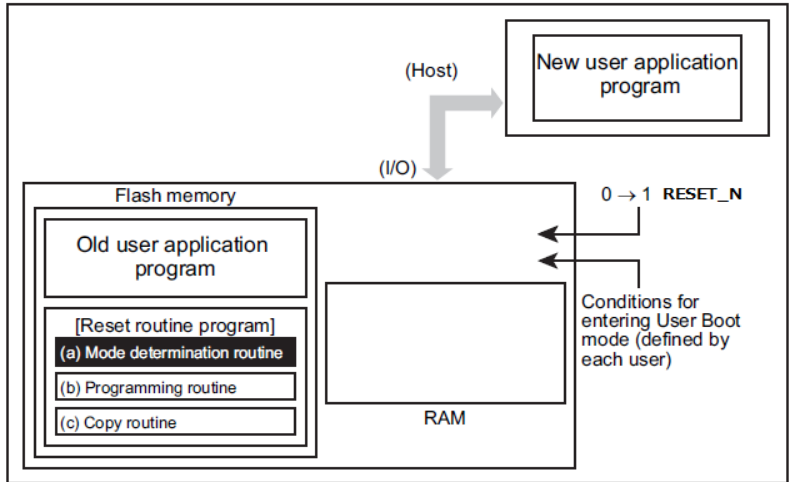 New user application
program
(Host)
(I/O)
Flash memory
0 → 1 RESET_N
Old user application
program
Conditions for
entering User Boot
mode (defined by
each user)
[Reset routine program]
(a) Mode determination routine
(b) Programming routine
(c) Copy routine
RAM